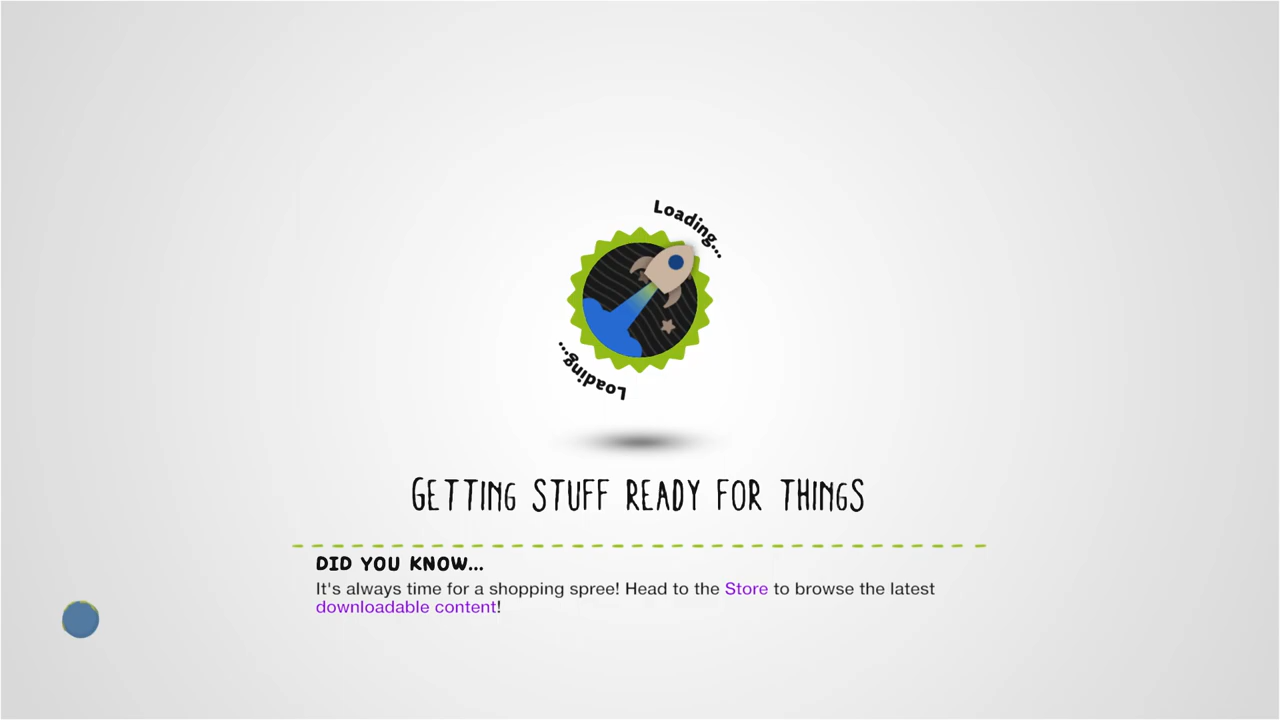 Loading...
Loading...
GETTING STUFF READY FOR THINGS
DID YOU KNOW...
It's always time for a shopping spree! Head to the Store to browse the latest
downloadable content!